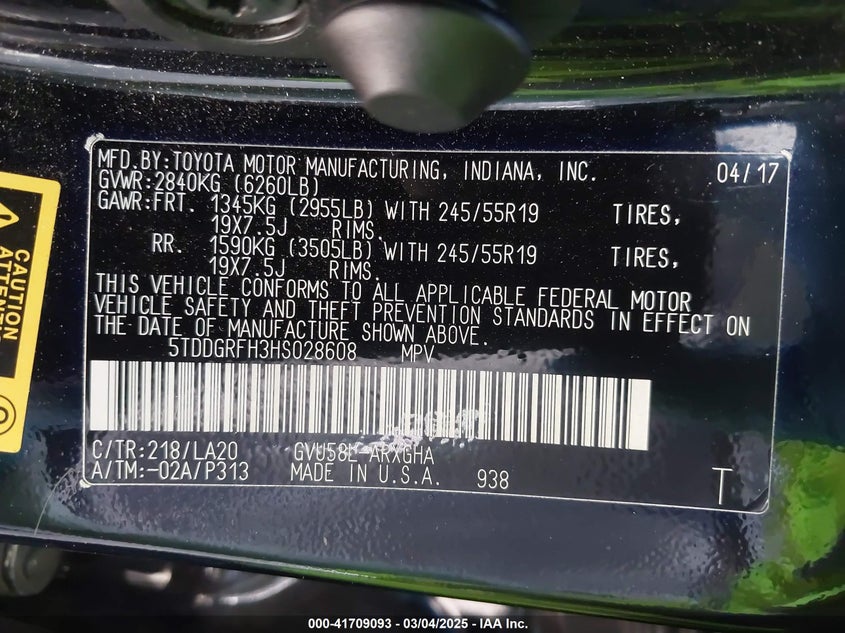 MFD.BY:TOYOTA MOTOR MANUFACTURING, INDIANA, INC. 04/17
GVWR:2840KG (6260LB)
GAWR:FRT. 1345KG (2955LB) WITH 245/55R19 TIRES,
19X7.5J RIMS.
RR. 1590KG (3505LB) WITH 245/55R19 TIRES,
19X7.5J RIMS.
THIS VEHICLE CONFORMS TO ALL APPLICABLE FEDERAL MOTOR
VEHICLE SAFETY AND THEFT PREVENTION STANDARDS IN EFFECT ON
THE DATE OF MANUFACTURE SHOWN ABOVE.
5TDDGRFH3HS028608 MPV
C/TR:218/LA20 GVU58L-ARXGHA
A/TM:-02A/P313 MADE IN U.S.A. 938 T
CAUTION
000-41709093 - 03/04/2025 - IAA Inc.